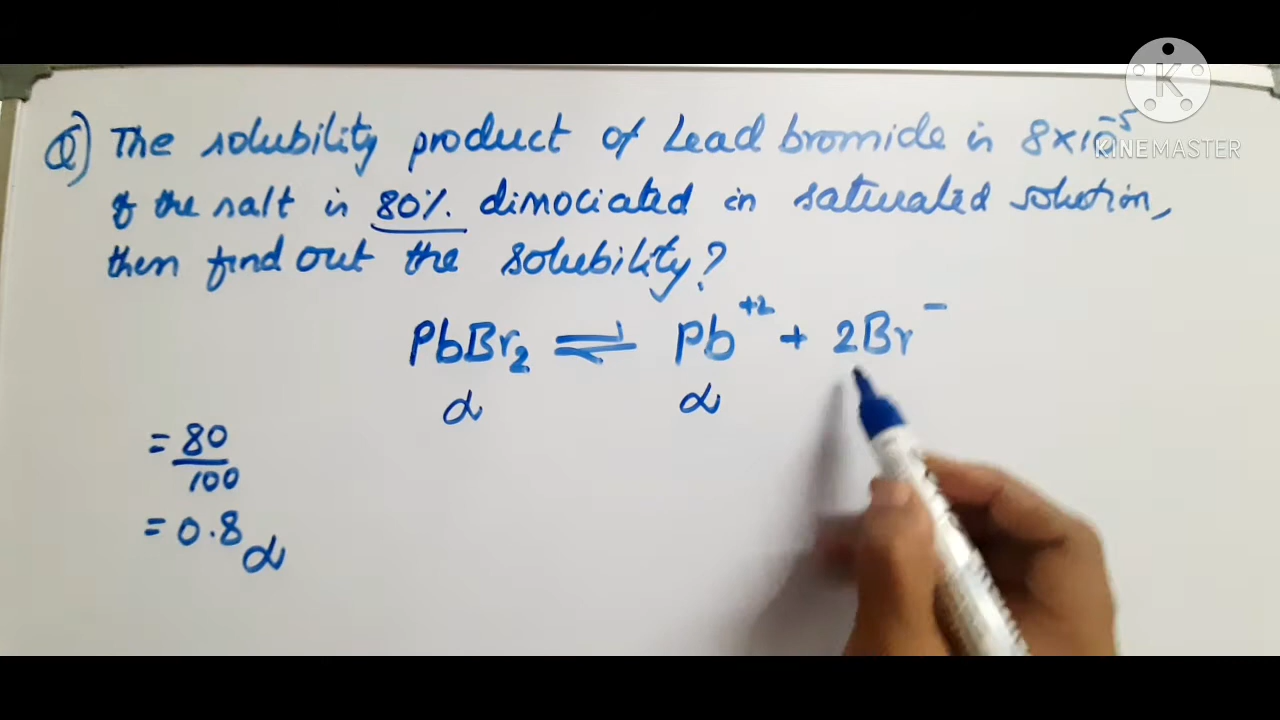 Q) The solubility product of Lead bromide is 8×10⁻⁵
K
KINEMASTER
if the salt is 80% dissociated in saturated solution,
then find out the solubility?
PbBr₂ ⇌ Pb⁺² + 2Br⁻
α α
= 80/100
= 0.8α